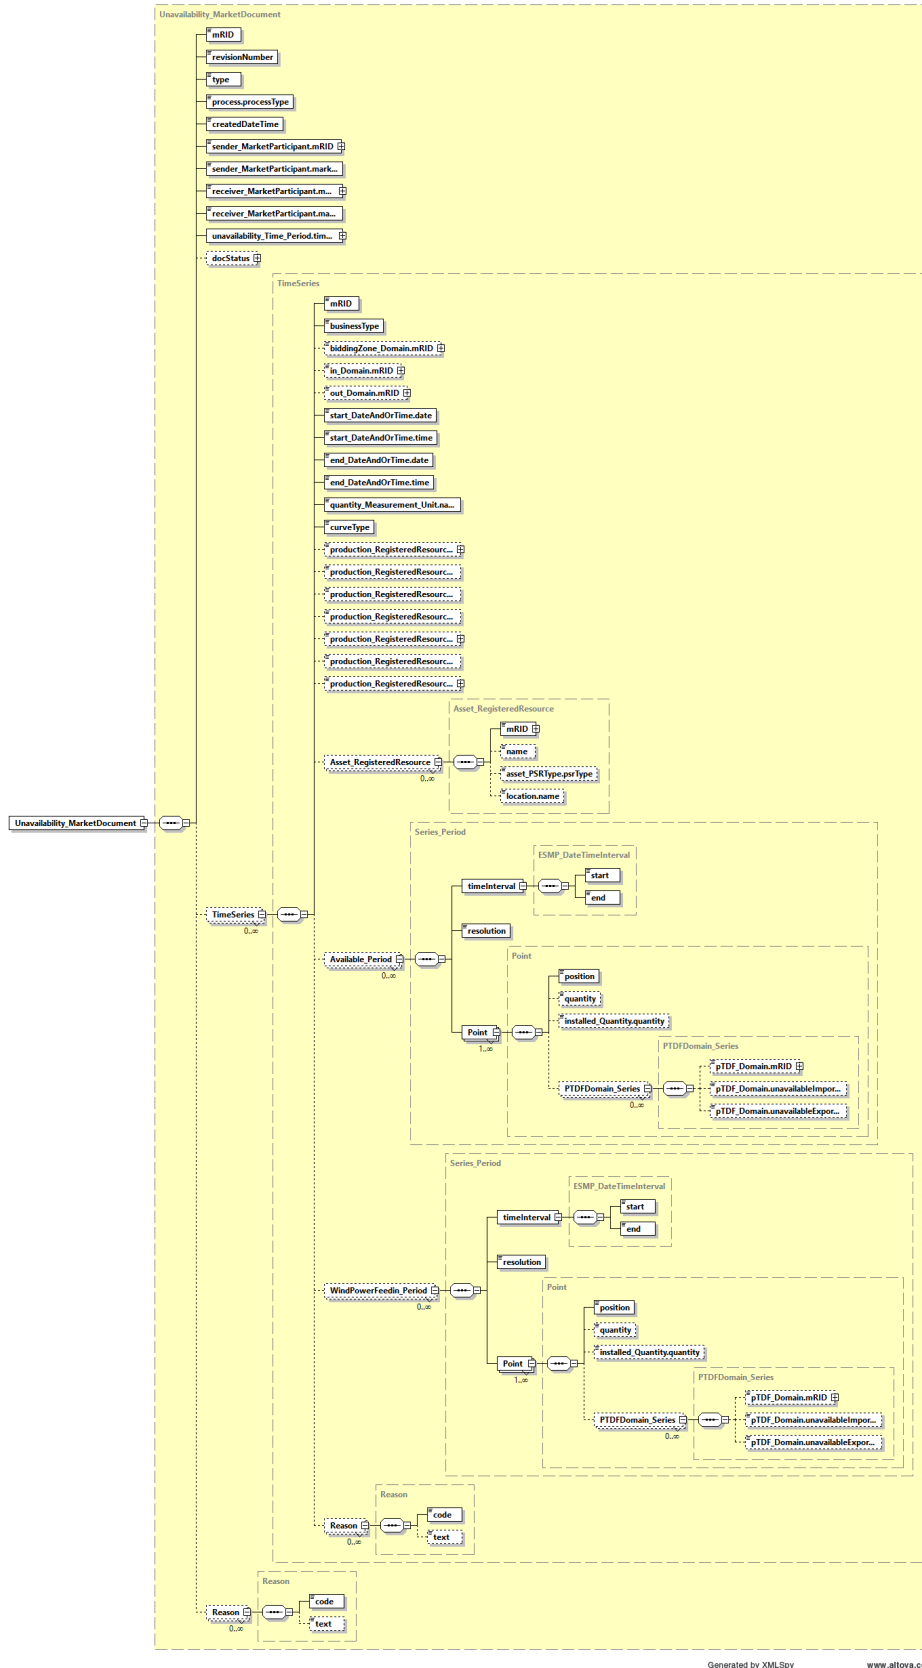 Unavailability_MarketDocument
mRID
revisionNumber
type
process.processType
createdDateTime
sender_MarketParticipant.mRID
sender_MarketParticipant.mark...
receiver_MarketParticipant.m...
receiver_MarketParticipant.ma...
unavailability_Time_Period.tim...
docStatus
TimeSeries
mRID
businessType
biddingZone_Domain.mRID
in_Domain.mRID
out_Domain.mRID
start_DateAndOrTime.date
start_DateAndOrTime.time
end_DateAndOrTime.date
end_DateAndOrTime.time
quantity_Measurement_Unit.na...
curveType
production_RegisteredResourc...
production_RegisteredResourc...
production_RegisteredResourc...
production_RegisteredResourc...
production_RegisteredResourc...
production_RegisteredResourc...
production_RegisteredResourc...
Asset_RegisteredResource
mRID
name
Asset_RegisteredResource
0..∞
asset_PSRType.psrType
location.name
Unavailability_MarketDocument
Series_Period
ESMP_DateTimeInterval
timeInterval
start
end
TimeSeries
0..∞
resolution
Available_Period
0..∞
Point
position
quantity
installed_Quantity.quantity
Point
1..∞
PTDFDomain_Series
pTDF_Domain.mRID
PTDFDomain_Series
0..∞
pTDF_Domain.unavailableImpor...
pTDF_Domain.unavailableExpor...
Series_Period
ESMP_DateTimeInterval
timeInterval
start
end
resolution
WindPowerFeedin_Period
0..∞
Point
position
quantity
installed_Quantity.quantity
Point
1..∞
PTDFDomain_Series
pTDF_Domain.mRID
PTDFDomain_Series
0..∞
pTDF_Domain.unavailableImpor...
pTDF_Domain.unavailableExpor...
Reason
code
Reason
0..∞
text
Reason
code
Reason
0..∞
text
Generated by XMLSpy www.altova.co